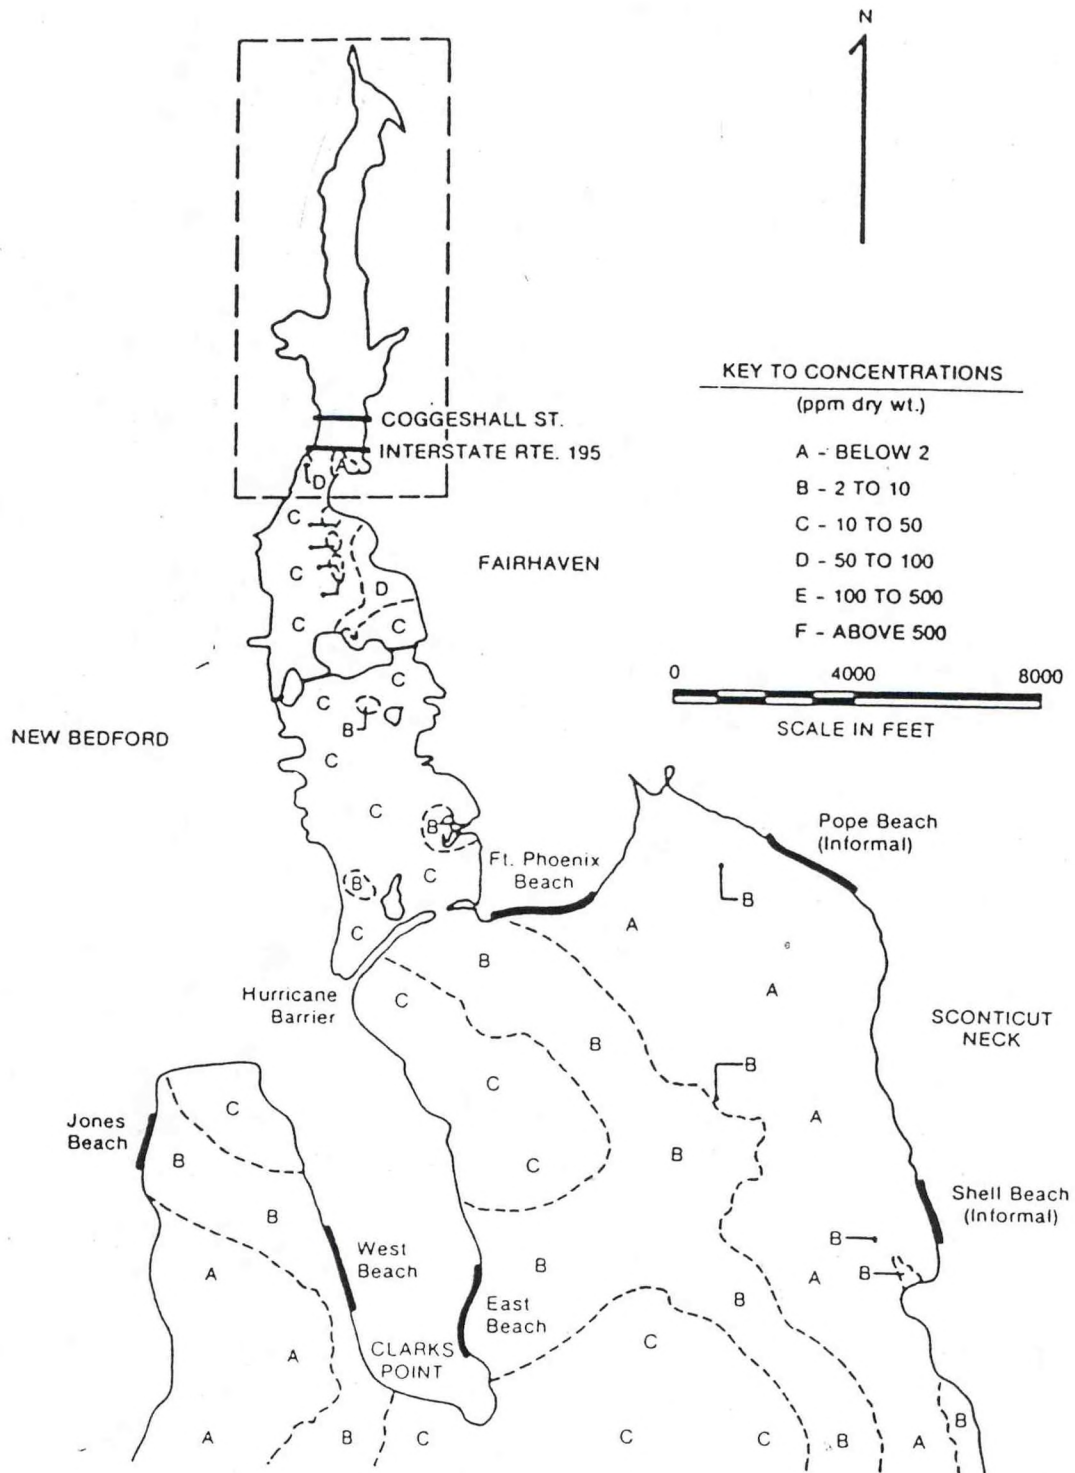 N
COGGESHALL ST.
INTERSTATE RTE. 195
A
D
C
C
D
C
C
FAIRHAVEN
KEY TO CONCENTRATIONS
(ppm dry wt.)
A - BELOW 2
B - 2 TO 10
C - 10 TO 50
D - 50 TO 100
E - 100 TO 500
F - ABOVE 500
0 4000 8000
SCALE IN FEET
NEW BEDFORD
C
C
B
C
C
B
B
C
C
Ft. Phoenix
Beach
Pope Beach
(Informal)
B
A
B
C
A
Hurricane
Barrier
SCONTICUT
NECK
B
B
C
C
A
Jones
Beach
B
B
C
Shell Beach
(Informal)
B
West
Beach
B
B
A
B
A
B
East
Beach
C
A
CLARKS
POINT
A
B
C
C
C
B
A
B